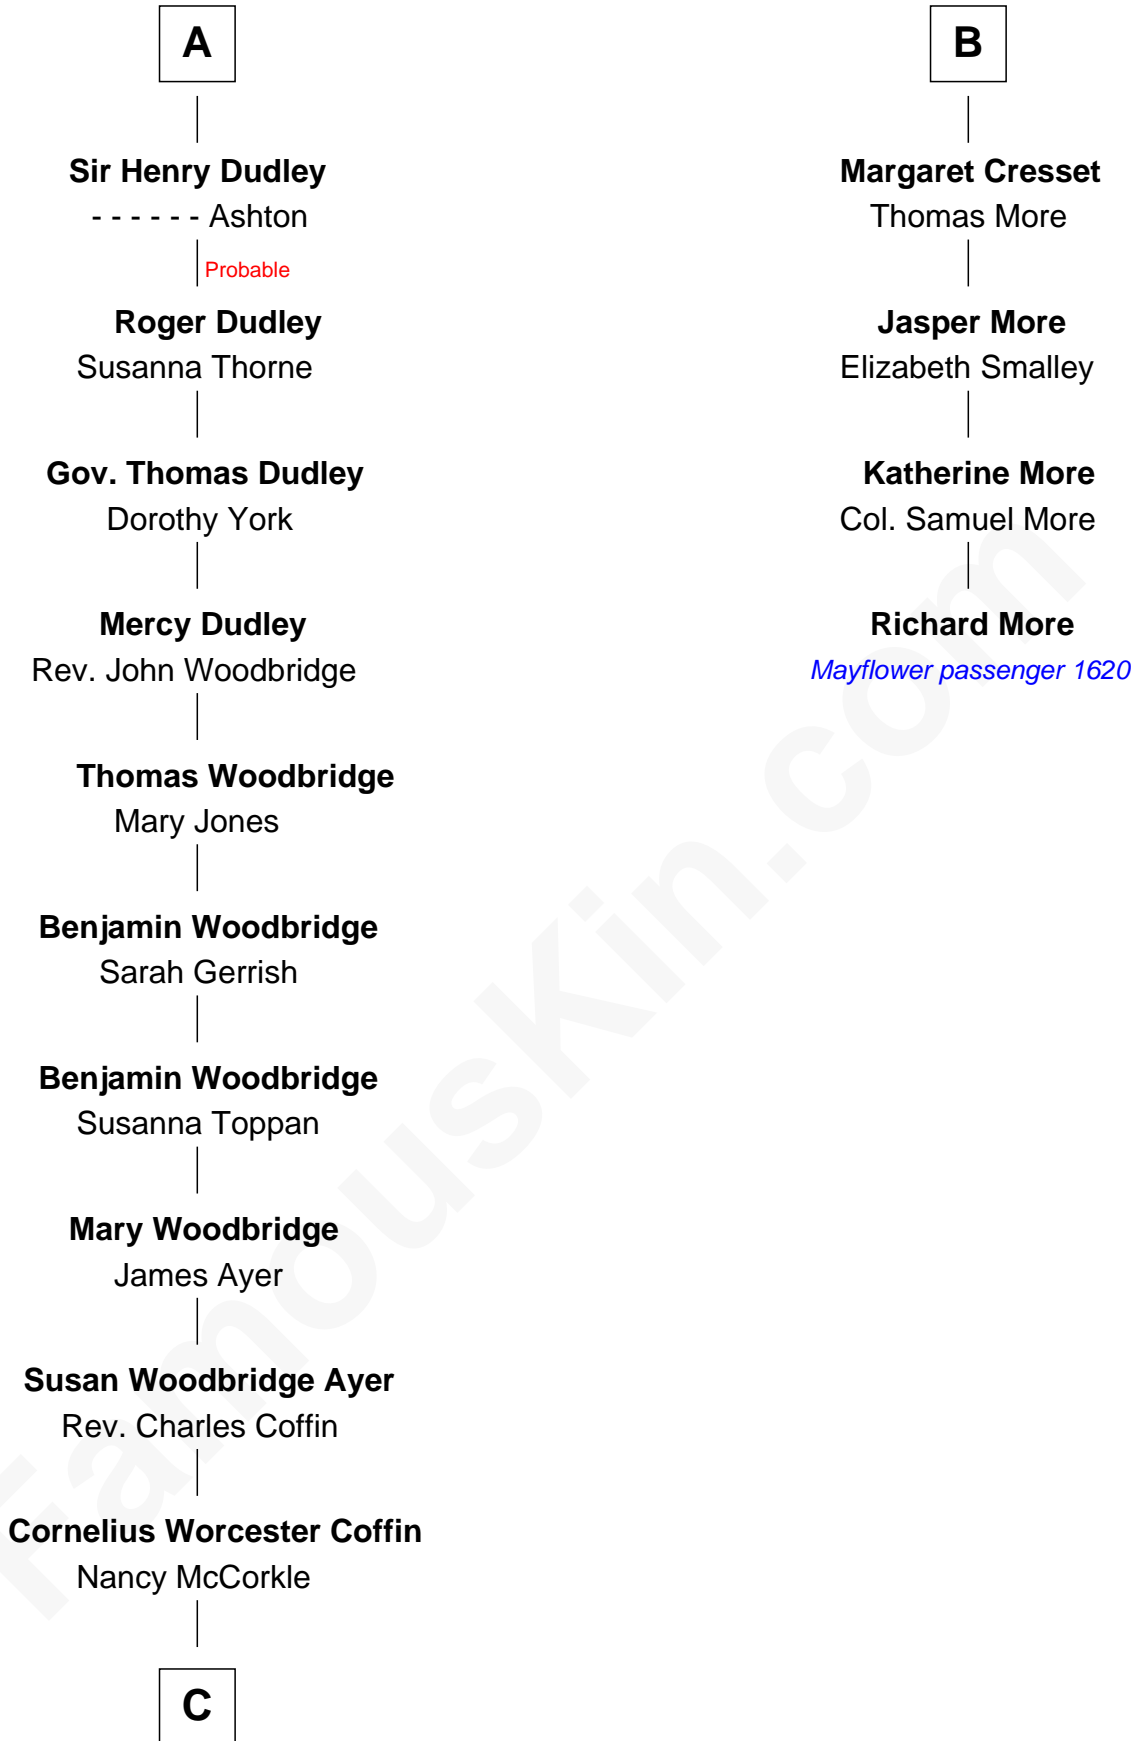 A
Sir Henry Dudley
- - - - - - Ashton
Probable
Roger Dudley
Susanna Thorne
Gov. Thomas Dudley
Dorothy York
Mercy Dudley
Rev. John Woodbridge
Thomas Woodbridge
Mary Jones
Benjamin Woodbridge
Sarah Gerrish
Benjamin Woodbridge
Susanna Toppan
Mary Woodbridge
James Ayer
Susan Woodbridge Ayer
Rev. Charles Coffin
Cornelius Worcester Coffin
Nancy McCorkle
C
B
Margaret Cresset
Thomas More
Jasper More
Elizabeth Smalley
Katherine More
Col. Samuel More
Richard More
Mayflower passenger 1620
FamousKin.com